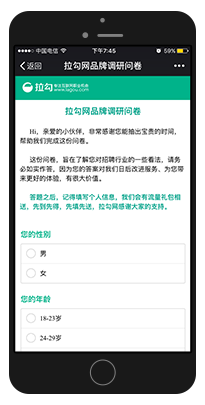 中国电信 下午7:45 59%
返回 拉勾网品牌调研问卷
拉勾 专注互联网职业机会
www.lagou.com
拉勾网品牌调研问卷
Hi，亲爱的小伙伴，非常感谢您能抽出宝贵的时间，
帮助我们完成这份问卷。
这份问卷，旨在了解您对招聘行业的一些看法，请务
必如实作答，因为您的答案对我们日后改进服务、为您带
来更好的体验，有很大价值。
答题之后，记得填写个人信息，我们会有流量礼包相
送，先到先得，先填先送，拉勾网感谢大家的支持。
您的性别
男
女
您的年龄
18-23岁
24-29岁